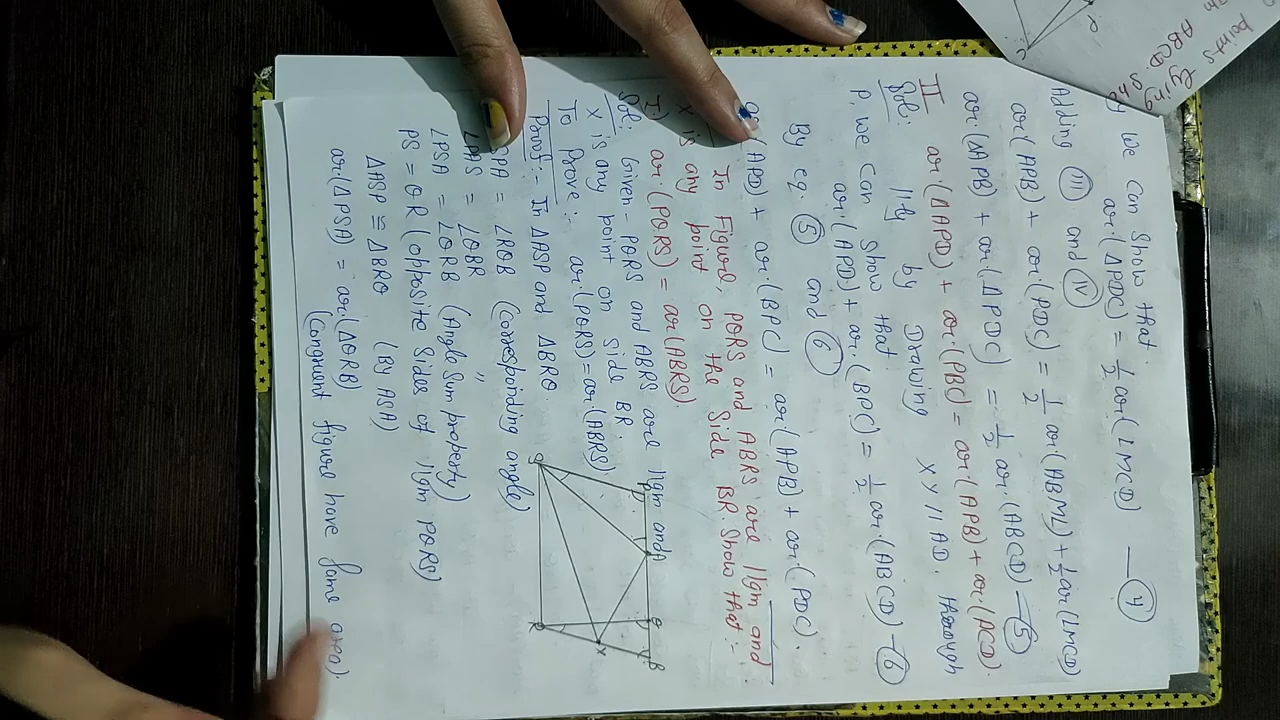 We can show that.
ar(ΔPDC) = 1/2 ar(LMCD) — (4)
Adding (III) and (IV)
ar(APB) + ar(PDC) = 1/2 ar(ABML) + 1/2 ar(LMCD)
ar(ΔAPB) + ar(ΔPDC) = 1/2 ar.(ABCD) — (5)
II ar(ΔAPD) + ar.(PBC) = ar(APB) + ar(PCD).
Sol: lly by Drawing XY || AD. through
P, we can show that
ar(APD) + ar.(BPC) = 1/2 ar.(ABCD) — (6)
By eq. (5) and (6)
(APD) + ar.(BPC) = ar(APB) + ar.(PDC).
In Figure, PQRS and ABRS are ||gm and
X is any point on the side BR. Show that:-
I.) ar.(PQRS) = ar(ABRS).
Sol: Given- PQRS and ABRS are ||gm and
X is any point on side BR.
To Prove:- ar(PQRS) = ar(ABRS)
Proof:- In ΔASP and ΔBRQ
SPA = ∠RQB (corresponding angle)
∠PAS = ∠QBR "
∠PSA = ∠QRB (Angle Sum property)
PS = QR (opposite sides of ||gm PQRS)
ΔASP ≅ ΔBRQ (By ASA)
ar(ΔPSA) = ar(ΔQRB)
(Congruent figure have same area).
P A Q B
S R X
points lying
ABCD. Sho